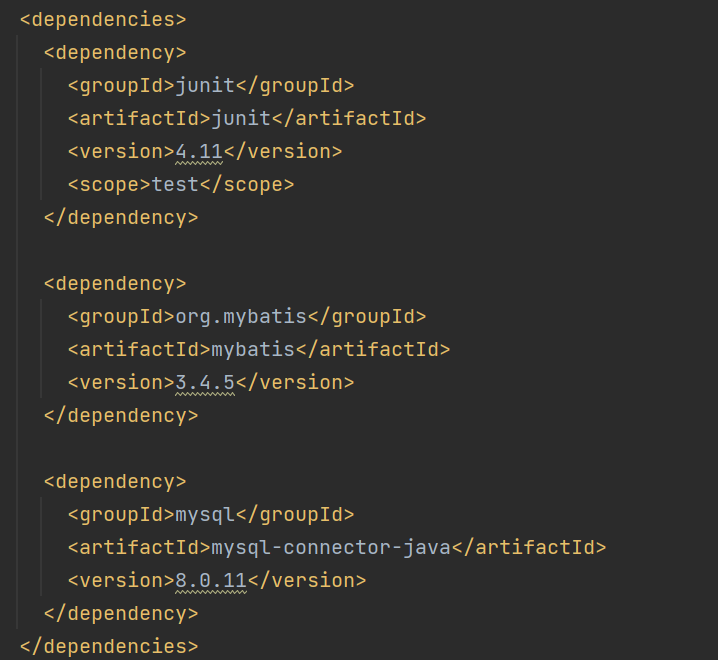 <dependencies>
<dependency>
<groupId>junit</groupId>
<artifactId>junit</artifactId>
<version>4.11</version>
<scope>test</scope>
</dependency>
<dependency>
<groupId>org.mybatis</groupId>
<artifactId>mybatis</artifactId>
<version>3.4.5</version>
</dependency>
<dependency>
<groupId>mysql</groupId>
<artifactId>mysql-connector-java</artifactId>
<version>8.0.11</version>
</dependency>
</dependencies>